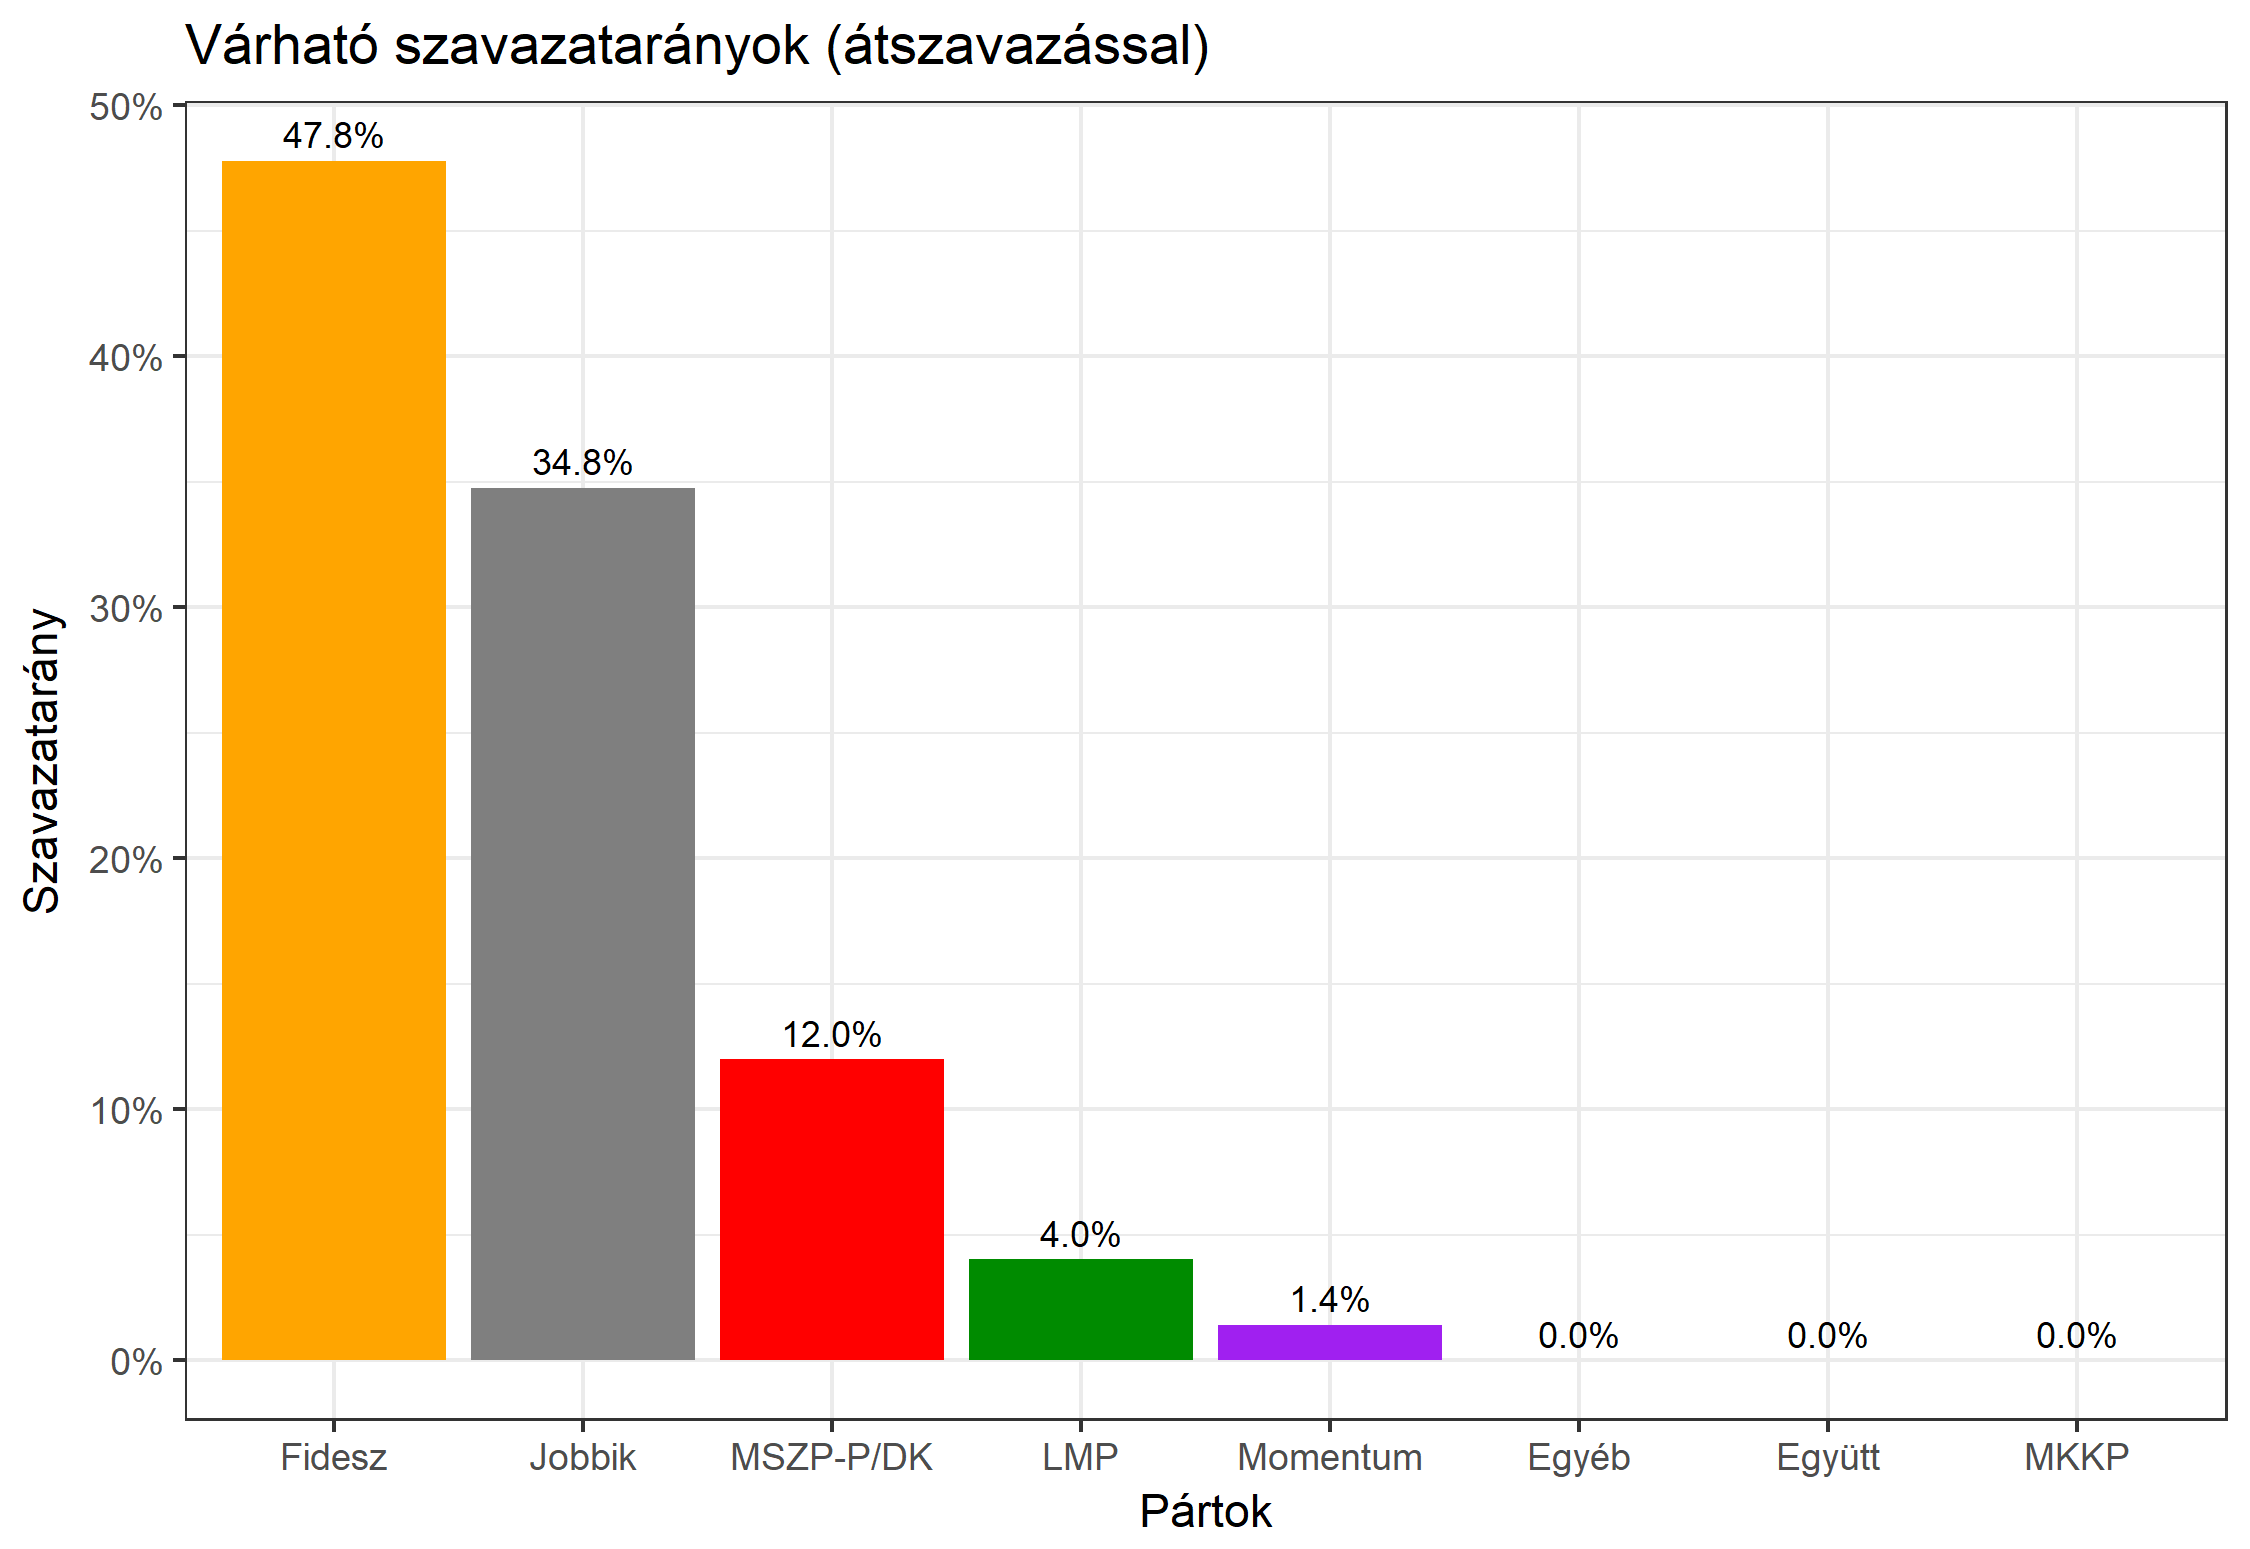 Várható szavazatarányok (átszavazással)
50%
40%
30%
20%
10%
0%
Szavazatarány
47.8%
34.8%
12.0%
4.0%
1.4%
0.0%
0.0%
0.0%
Fidesz
Jobbik
MSZP-P/DK
LMP
Momentum
Egyéb
Együtt
MKKP
Pártok